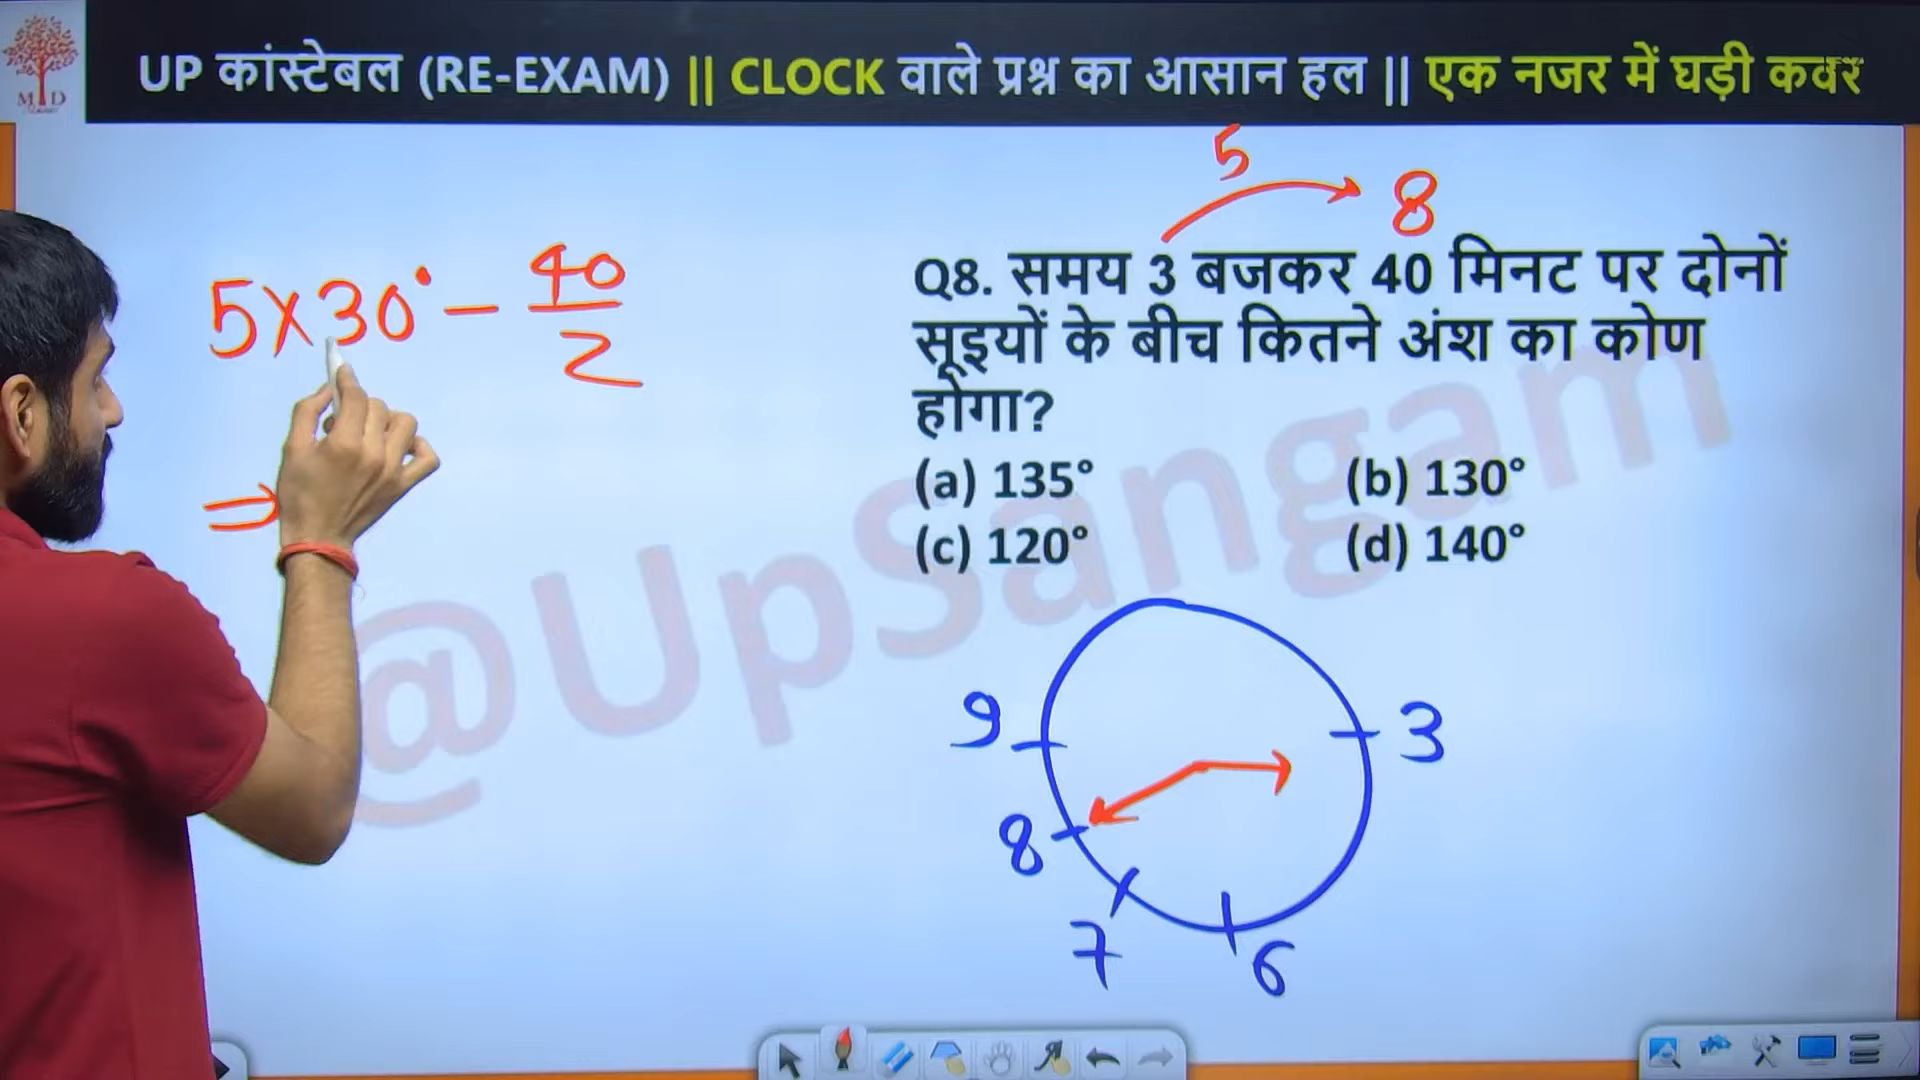 UP कांस्टेबल (RE-EXAM) || CLOCK वाले प्रश्न का आसान हल || एक नजर में घड़ी कवर
M D
5
8
5×30° - 40/2
⇒
Q8. समय 3 बजकर 40 मिनट पर दोनों
सूइयों के बीच कितने अंश का कोण
होगा?
(a) 135° (b) 130°
(c) 120° (d) 140°
@UpSangam
9
3
8
7
6